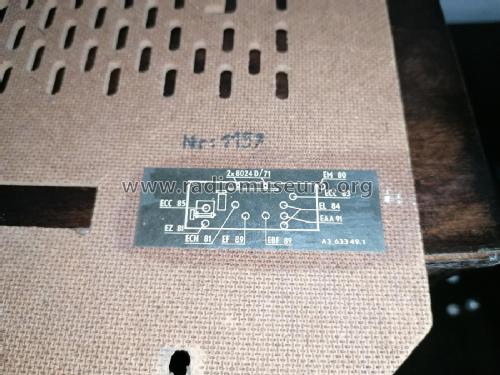 Nr: 1157
2x 8024 D/71
EM 80
ECC 83
ECC 85
EL 84
EAA 91
EZ 81
ECH 81
EF 89
EBF 89
A3 633 49.1
www.radiomuseum.org